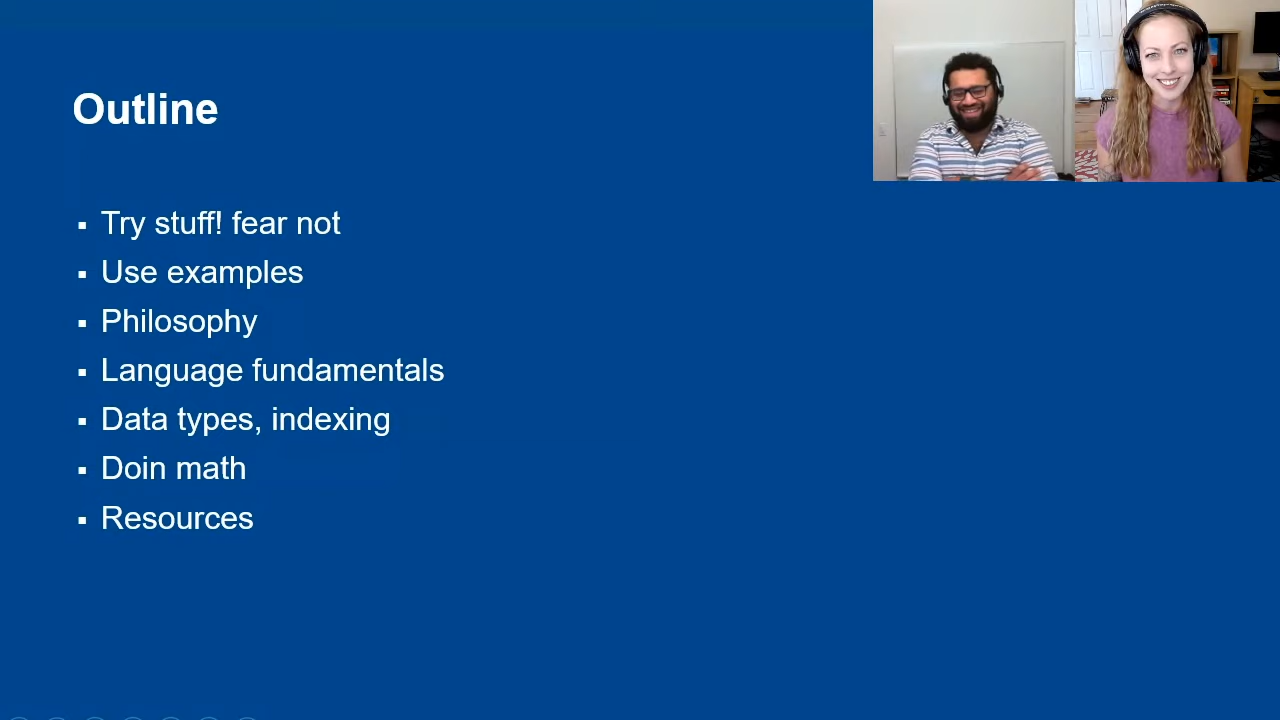 Outline
Try stuff! fear not
Use examples
Philosophy
Language fundamentals
Data types, indexing
Doin math
Resources